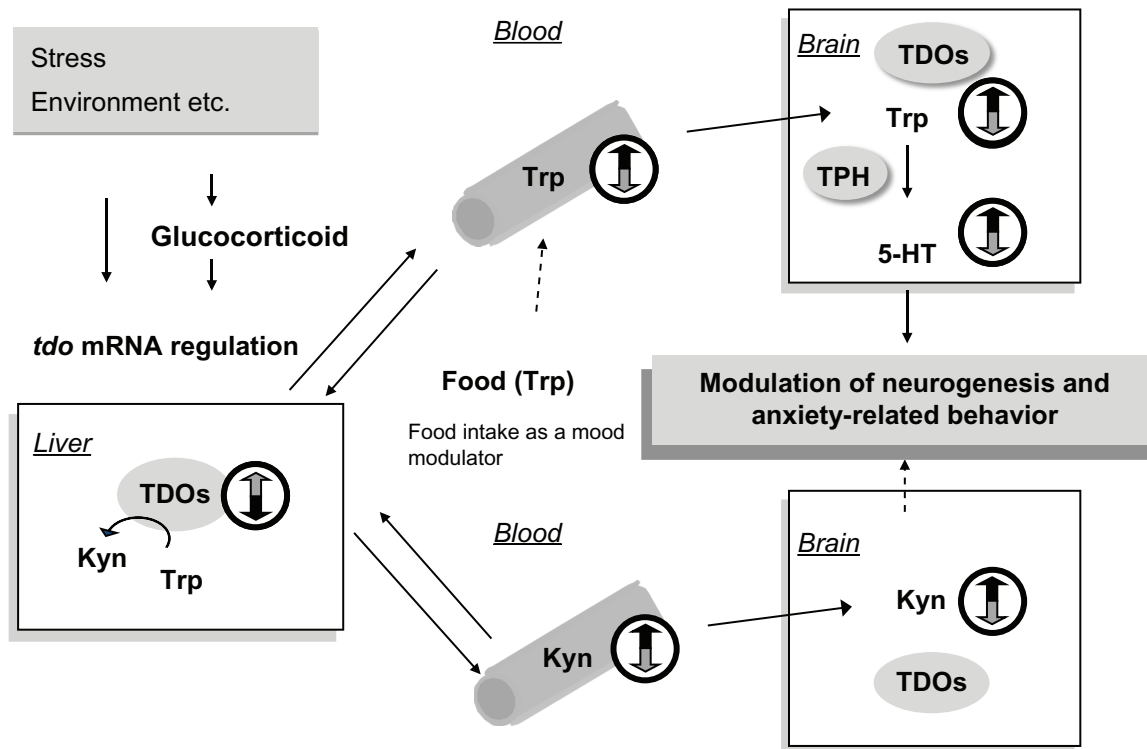 Stress
Environment etc.
Glucocorticoid
tdo mRNA regulation
Liver
TDOs
Kyn
Trp
Blood
Trp
Food (Trp)
Food intake as a mood
modulator
Blood
Kyn
Brain
TDOs
Trp
TPH
5-HT
Modulation of neurogenesis and
anxiety-related behavior
Brain
Kyn
TDOs